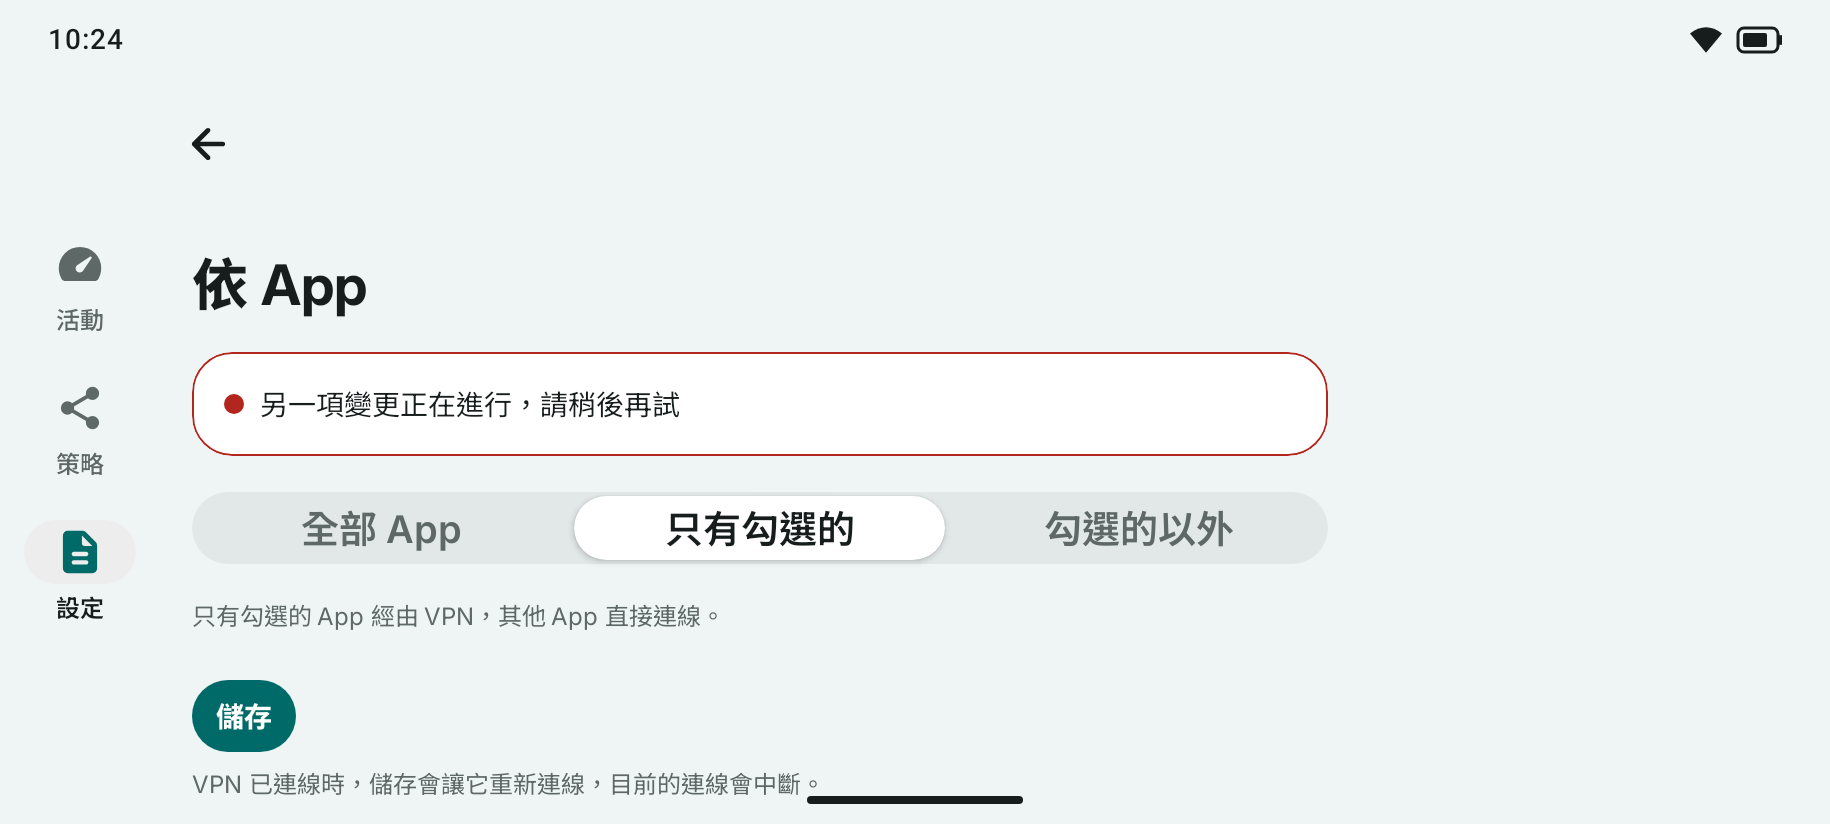 10:24
活動
策略
設定
依 App
另一項變更正在進行，請稍後再試
全部 App
只有勾選的
勾選的以外
只有勾選的 App 經由 VPN，其他 App 直接連線。
儲存
VPN 已連線時，儲存會讓它重新連線，目前的連線會中斷。